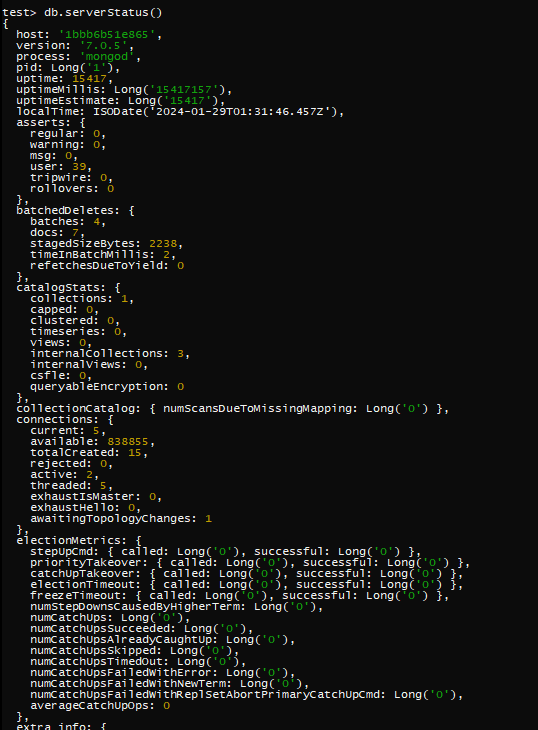 test> db.serverStatus()
{
  host: '1bbb6b51e865',
  version: '7.0.5',
  process: 'mongod',
  pid: Long('1'),
  uptime: 15417,
  uptimeMillis: Long('15417157'),
  uptimeEstimate: Long('15417'),
  localTime: ISODate('2024-01-29T01:31:46.457Z'),
  asserts: {
    regular: 0,
    warning: 0,
    msg: 0,
    user: 39,
    tripwire: 0,
    rollovers: 0
  },
  batchedDeletes: {
    batches: 4,
    docs: 7,
    stagedSizeBytes: 2238,
    timeInBatchMillis: 2,
    refetchesDueToYield: 0
  },
  catalogStats: {
    collections: 1,
    capped: 0,
    clustered: 0,
    timeseries: 0,
    views: 0,
    internalCollections: 3,
    internalViews: 0,
    csfle: 0,
    queryableEncryption: 0
  },
  collectionCatalog: { numScansDueToMissingMapping: Long('0') },
  connections: {
    current: 5,
    available: 838855,
    totalCreated: 15,
    rejected: 0,
    active: 2,
    threaded: 5,
    exhaustIsMaster: 0,
    exhaustHello: 0,
    awaitingTopologyChanges: 1
  },
  electionMetrics: {
    stepUpCmd: { called: Long('0'), successful: Long('0') },
    priorityTakeover: { called: Long('0'), successful: Long('0') },
    catchUpTakeover: { called: Long('0'), successful: Long('0') },
    electionTimeout: { called: Long('0'), successful: Long('0') },
    freezeTimeout: { called: Long('0'), successful: Long('0') },
    numStepDownsCausedByHigherTerm: Long('0'),
    numCatchUps: Long('0'),
    numCatchUpsSucceeded: Long('0'),
    numCatchUpsAlreadyCaughtUp: Long('0'),
    numCatchUpsSkipped: Long('0'),
    numCatchUpsTimedOut: Long('0'),
    numCatchUpsFailedWithError: Long('0'),
    numCatchUpsFailedWithNewTerm: Long('0'),
    numCatchUpsFailedWithReplSetAbortPrimaryCatchUpCmd: Long('0'),
    averageCatchUpOps: 0
  },
  extra_info: {